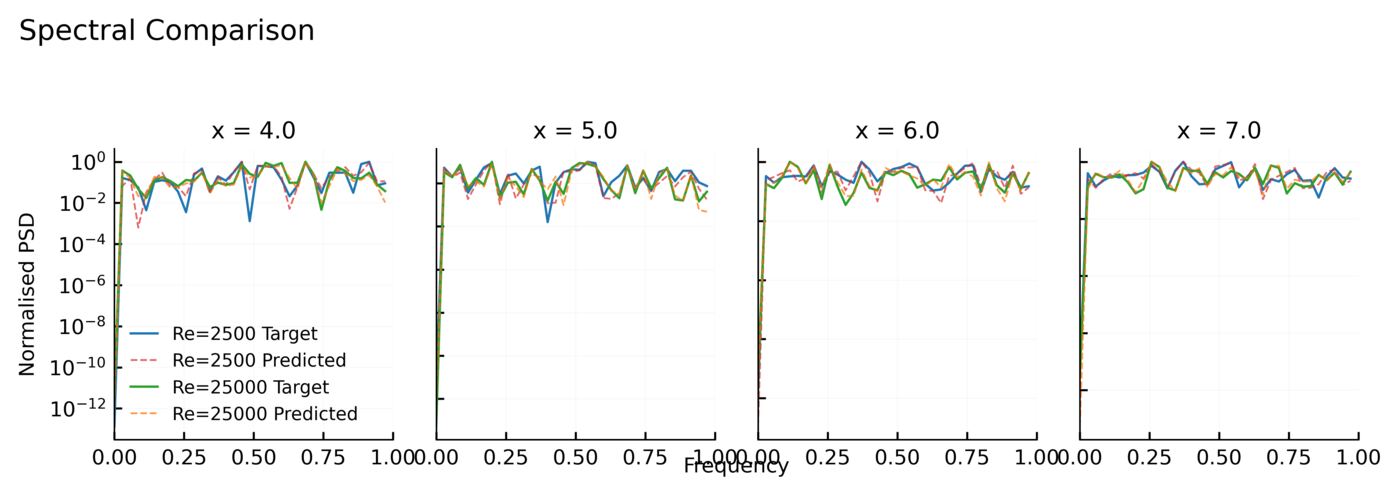 Spectral Comparison
x = 4.0
x = 5.0
x = 6.0
x = 7.0
Normalised PSD
10⁰
10⁻²
10⁻⁴
10⁻⁶
10⁻⁸
10⁻¹⁰
10⁻¹²
Re=2500 Target
Re=2500 Predicted
Re=25000 Target
Re=25000 Predicted
0.00 0.25 0.50 0.75 1.00
0.00 0.25 0.50 0.75 1.00
0.00 0.25 0.50 0.75 1.00
0.00 0.25 0.50 0.75 1.00
Frequency